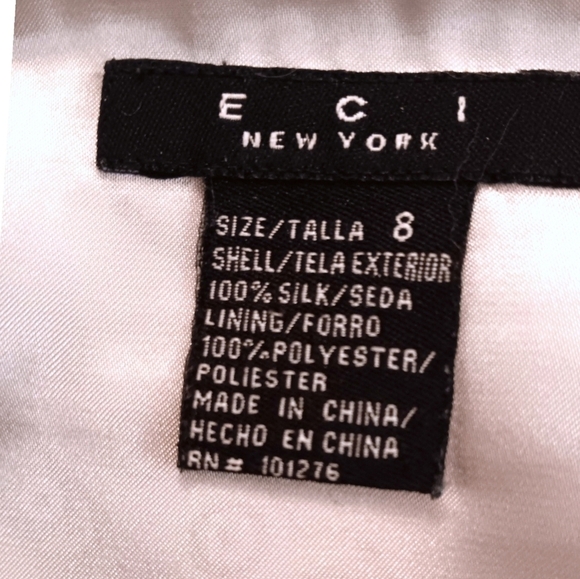 E C I
NEW YORK
SIZE/TALLA 8
SHELL/TELA EXTERIOR
100% SILK/SEDA
LINING/FORRO
100% POLYESTER/
POLIESTER
MADE IN CHINA/
HECHO EN CHINA
RN# 101276